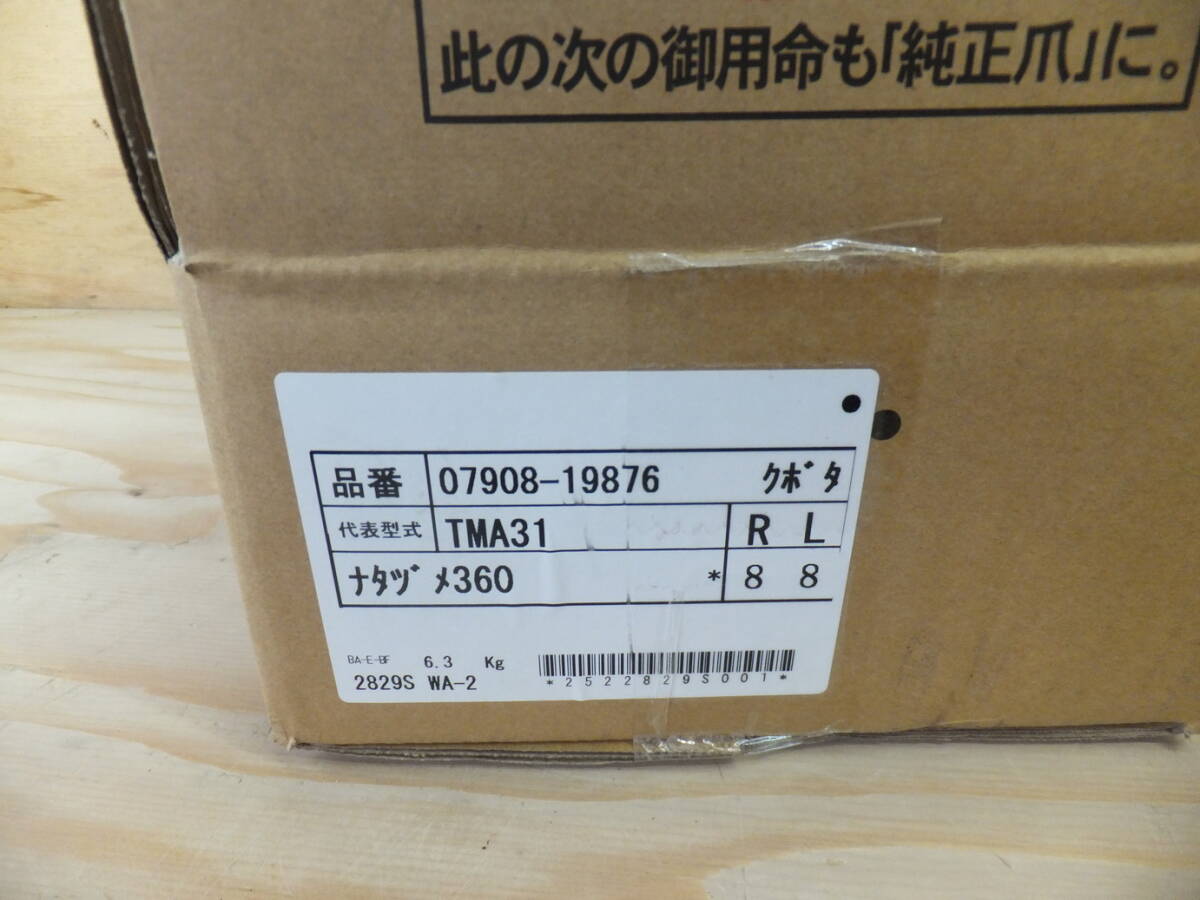 此の次の御用命も「純正爪」に。
品番 07908-19876 ｸﾎﾞﾀ
代表型式 TMA31 R L
ﾅﾀﾂﾞﾒ360 * 8 8
BA-E-BF 6.3 Kg
2829S WA-2
*2522829S001*